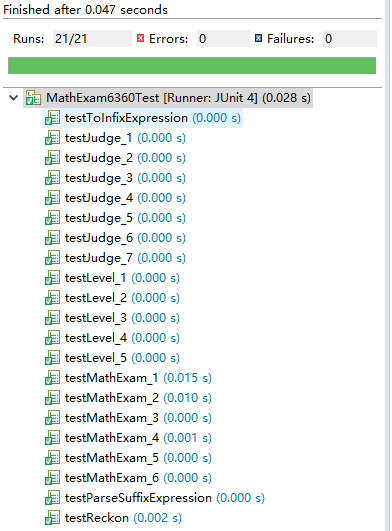 Finished after 0.047 seconds
Runs: 21/21 Errors: 0 Failures: 0
MathExam6360Test [Runner: JUnit 4] (0.028 s)
testToInfixExpression (0.000 s)
testJudge_1 (0.000 s)
testJudge_2 (0.000 s)
testJudge_3 (0.000 s)
testJudge_4 (0.000 s)
testJudge_5 (0.000 s)
testJudge_6 (0.000 s)
testJudge_7 (0.000 s)
testLevel_1 (0.000 s)
testLevel_2 (0.000 s)
testLevel_3 (0.000 s)
testLevel_4 (0.000 s)
testLevel_5 (0.000 s)
testMathExam_1 (0.015 s)
testMathExam_2 (0.010 s)
testMathExam_3 (0.000 s)
testMathExam_4 (0.001 s)
testMathExam_5 (0.000 s)
testMathExam_6 (0.000 s)
testParseSuffixExpression (0.000 s)
testReckon (0.002 s)